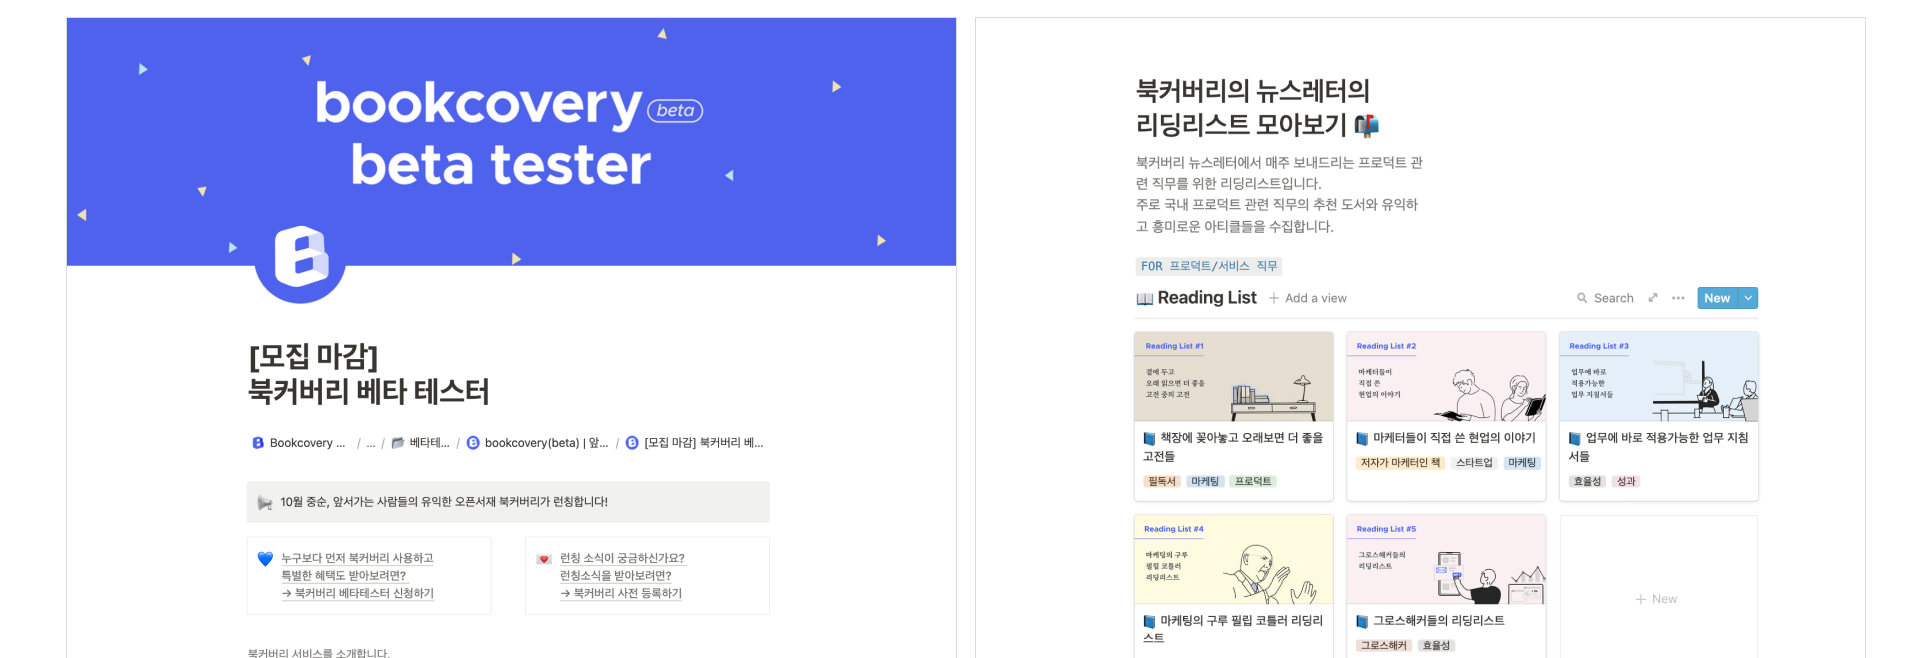 bookcovery beta
beta tester
[모집 마감]
북커버리 베타 테스터
Bookcovery ... / ... / 베타테... / bookcovery(beta) | 앞... / [모집 마감] 북커버리 베...
10월 중순, 앞서가는 사람들의 유익한 오픈서재 북커버리가 런칭합니다!
누구보다 먼저 북커버리 사용하고
특별한 혜택도 받아보려면?
→ 북커버리 베타테스터 신청하기
런칭 소식이 궁금하신가요?
런칭소식을 받아보려면?
→ 북커버리 사전 등록하기
북커버리 서비스를 소개합니다.
북커버리의 뉴스레터의
리딩리스트 모아보기
북커버리 뉴스레터에서 매주 보내드리는 프로덕트 관
련 직무를 위한 리딩리스트입니다.
주로 국내 프로덕트 관련 직무의 추천 도서와 유익하
고 흥미로운 아티클들을 수집합니다.
FOR 프로덕트/서비스 직무
Reading List + Add a view Search ... New
Reading List #1
곁에 두고
오래 읽으면 더 좋을
고전 중의 고전
책장에 꽂아놓고 오래보면 더 좋을
고전들
필독서 마케팅 프로덕트
Reading List #2
마케터들이
직접 쓴
현업의 이야기
마케터들이 직접 쓴 현업의 이야기
저자가 마케터인 책 스타트업 마케팅
Reading List #3
업무에 바로
적용가능한
업무 지침서들
업무에 바로 적용가능한 업무 지침
서들
효율성 성과
Reading List #4
마케팅의 구루
필립 코틀러
리딩리스트
마케팅의 구루 필립 코틀러 리딩리
스트
Reading List #5
그로스해커들의
리딩리스트
그로스해커들의 리딩리스트
그로스해커 효율성
+ New